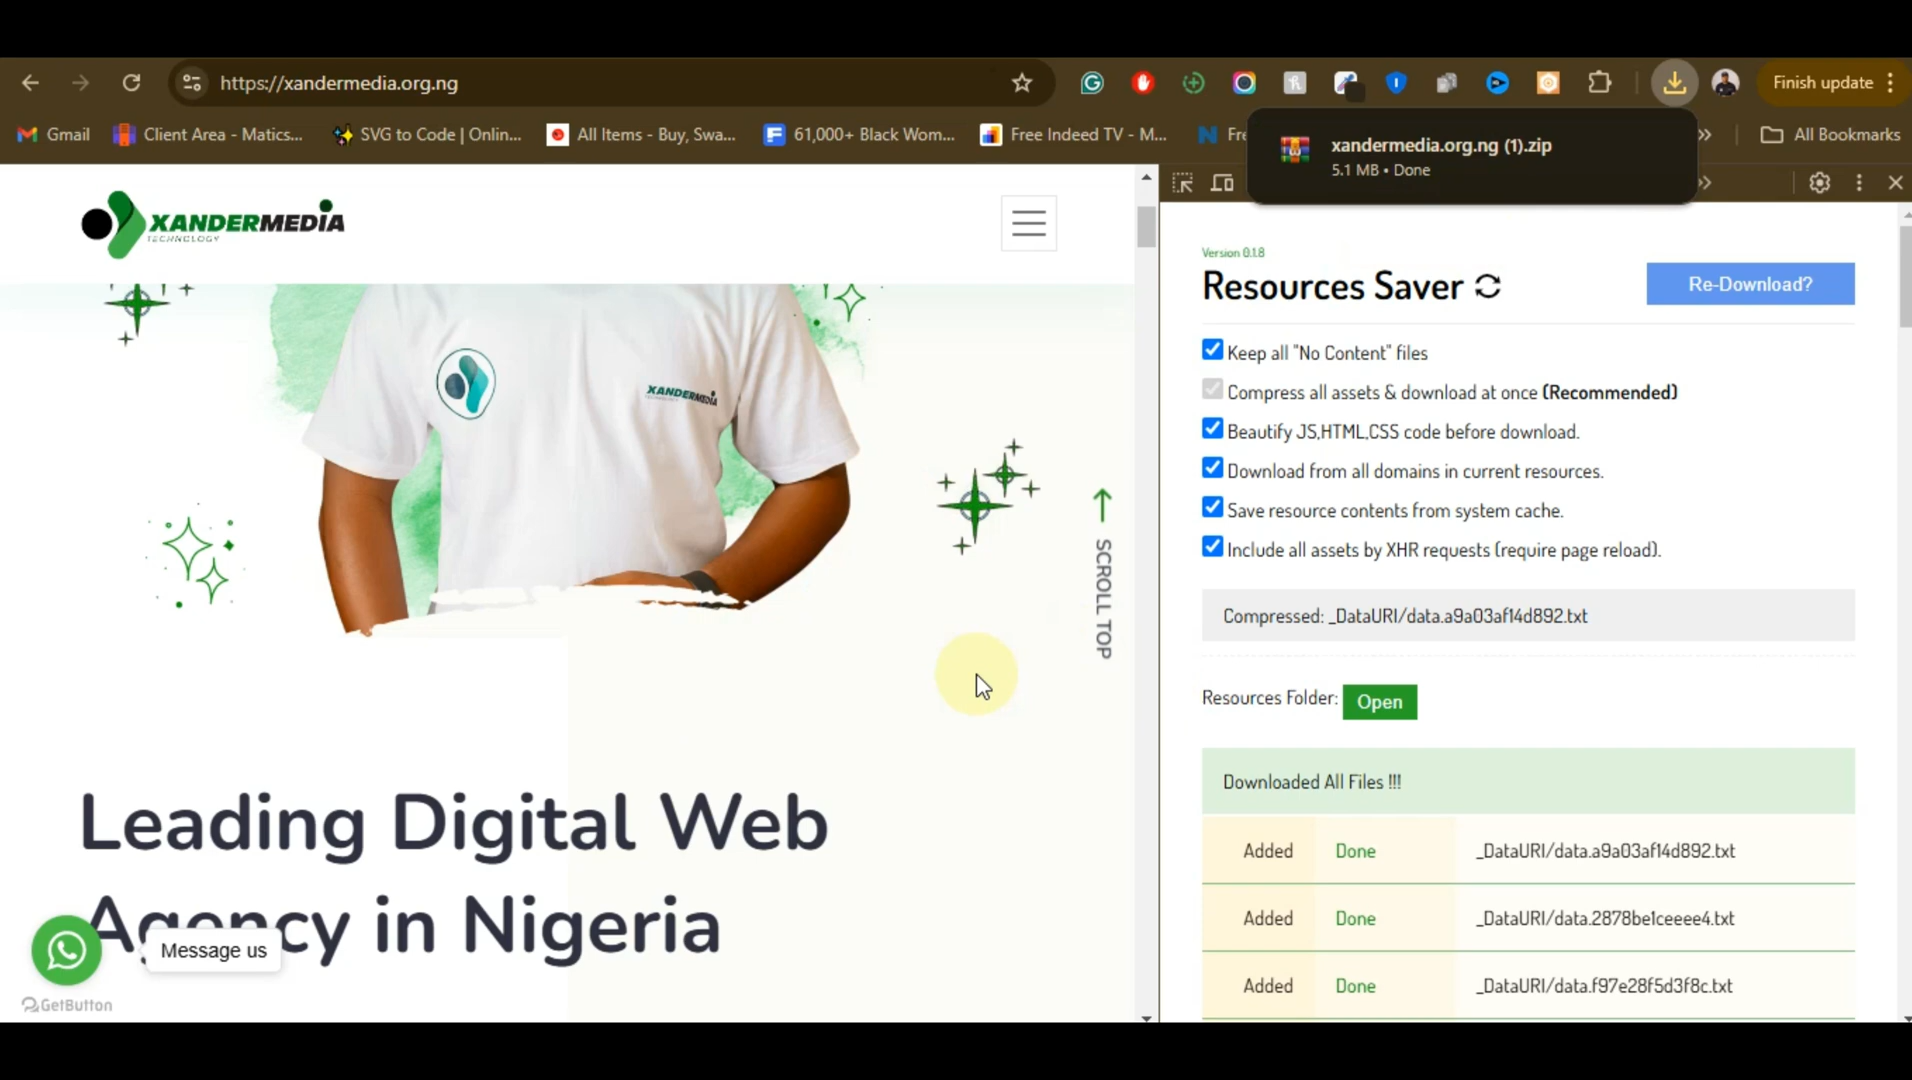 https://xandermedia.org.ng
Finish update
Gmail
Client Area - Matics...
SVG to Code | Onlin...
All Items - Buy, Swa...
61,000+ Black Wom...
Free Indeed TV - M...
Fre
All Bookmarks
xandermedia.org.ng (1).zip
5.1 MB • Done
XANDERMEDIA
TECHNOLOGY
XANDERMEDIA
SCROLL TOP
Leading Digital Web
Agency in Nigeria
Message us
GetButton
Version 0.1.8
Resources Saver
Re-Download?
Keep all "No Content" files
Compress all assets & download at once (Recommended)
Beautify JS,HTML,CSS code before download.
Download from all domains in current resources.
Save resource contents from system cache.
Include all assets by XHR requests (require page reload).
Compressed: _DataURI/data.a9a03af14d892.txt
Resources Folder: Open
Downloaded All Files !!!
Added Done _DataURI/data.a9a03af14d892.txt
Added Done _DataURI/data.2878be1ceeee4.txt
Added Done _DataURI/data.f97e28f5d3f8c.txt